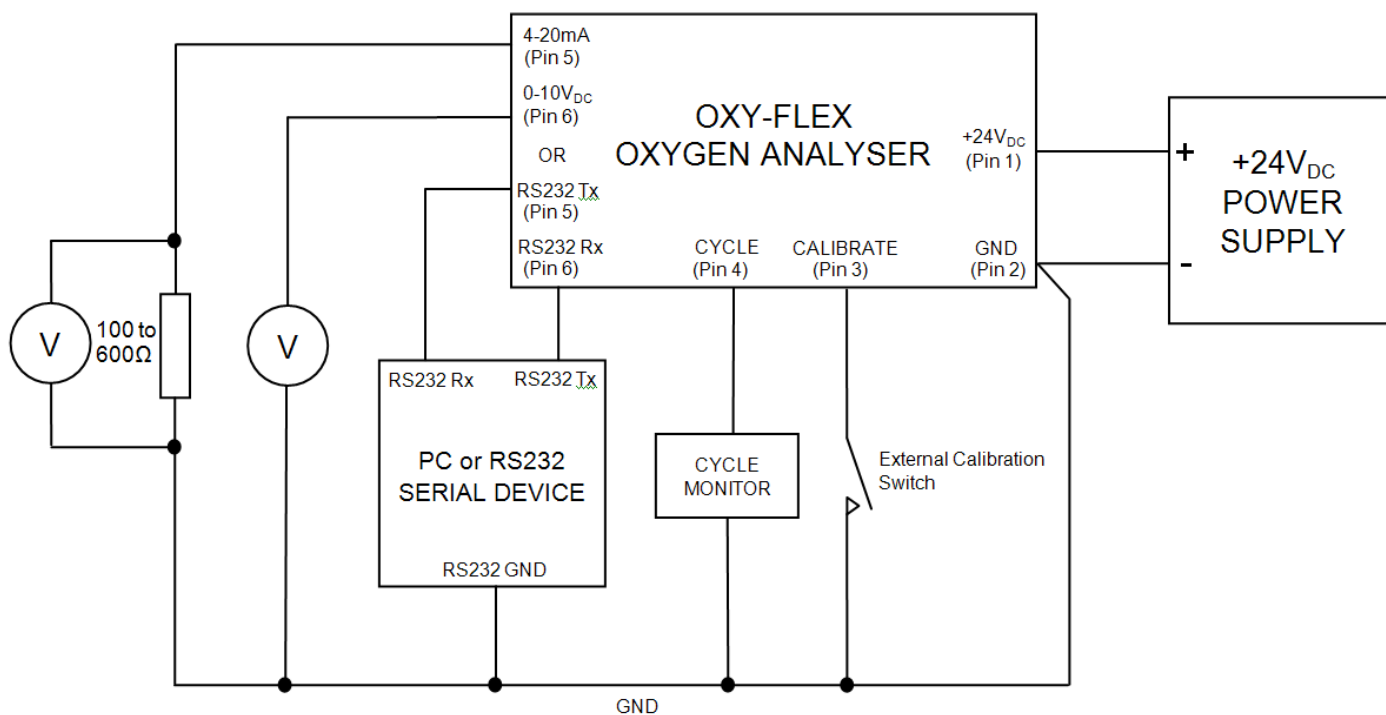 4-20mA
(Pin 5)
0-10VDC
(Pin 6)
OR
RS232 Tx
(Pin 5)
RS232 Rx
(Pin 6)
OXY-FLEX
OXYGEN ANALYSER
CYCLE
(Pin 4)
CALIBRATE
(Pin 3)
+24VDC
(Pin 1)
GND
(Pin 2)
+
-
+24VDC
POWER
SUPPLY
V
100 to
600Ω
V
RS232 Rx
RS232 Tx
PC or RS232
SERIAL DEVICE
RS232 GND
CYCLE
MONITOR
External Calibration
Switch
GND